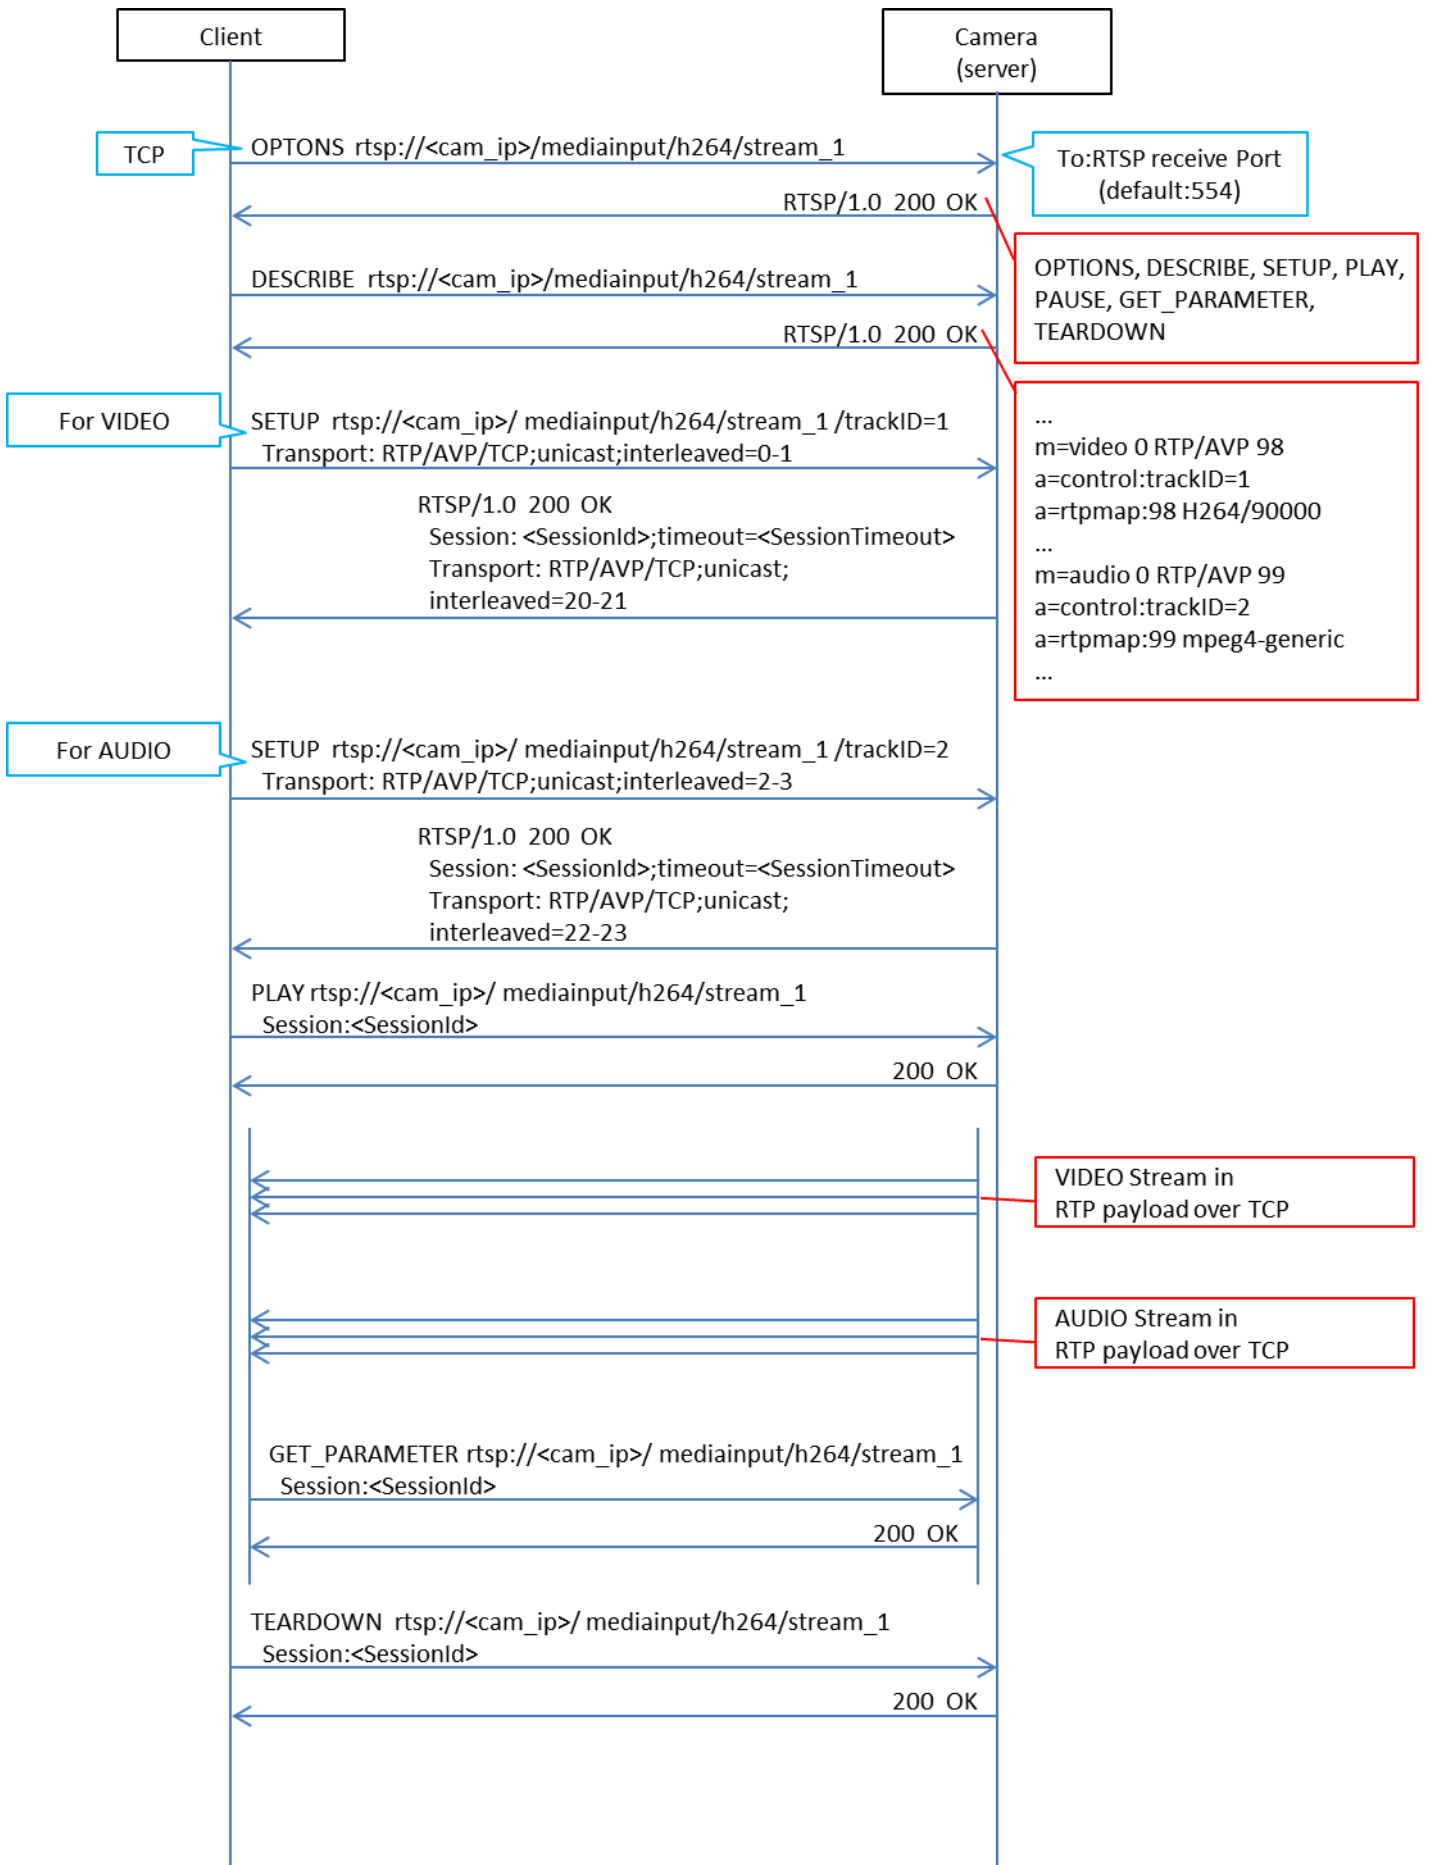 Client
Camera
(server)
TCP
OPTONS rtsp://<cam_ip>/mediainput/h264/stream_1
To:RTSP receive Port
(default:554)
RTSP/1.0 200 OK
OPTIONS, DESCRIBE, SETUP, PLAY,
PAUSE, GET_PARAMETER,
TEARDOWN
DESCRIBE rtsp://<cam_ip>/mediainput/h264/stream_1
RTSP/1.0 200 OK
...
m=video 0 RTP/AVP 98
a=control:trackID=1
a=rtpmap:98 H264/90000
...
m=audio 0 RTP/AVP 99
a=control:trackID=2
a=rtpmap:99 mpeg4-generic
...
For VIDEO
SETUP rtsp://<cam_ip>/ mediainput/h264/stream_1 /trackID=1
Transport: RTP/AVP/TCP;unicast;interleaved=0-1
RTSP/1.0 200 OK
Session: <SessionId>;timeout=<SessionTimeout>
Transport: RTP/AVP/TCP;unicast;
interleaved=20-21
For AUDIO
SETUP rtsp://<cam_ip>/ mediainput/h264/stream_1 /trackID=2
Transport: RTP/AVP/TCP;unicast;interleaved=2-3
RTSP/1.0 200 OK
Session: <SessionId>;timeout=<SessionTimeout>
Transport: RTP/AVP/TCP;unicast;
interleaved=22-23
PLAY rtsp://<cam_ip>/ mediainput/h264/stream_1
Session:<SessionId>
200 OK
VIDEO Stream in
RTP payload over TCP
AUDIO Stream in
RTP payload over TCP
GET_PARAMETER rtsp://<cam_ip>/ mediainput/h264/stream_1
Session:<SessionId>
200 OK
TEARDOWN rtsp://<cam_ip>/ mediainput/h264/stream_1
Session:<SessionId>
200 OK